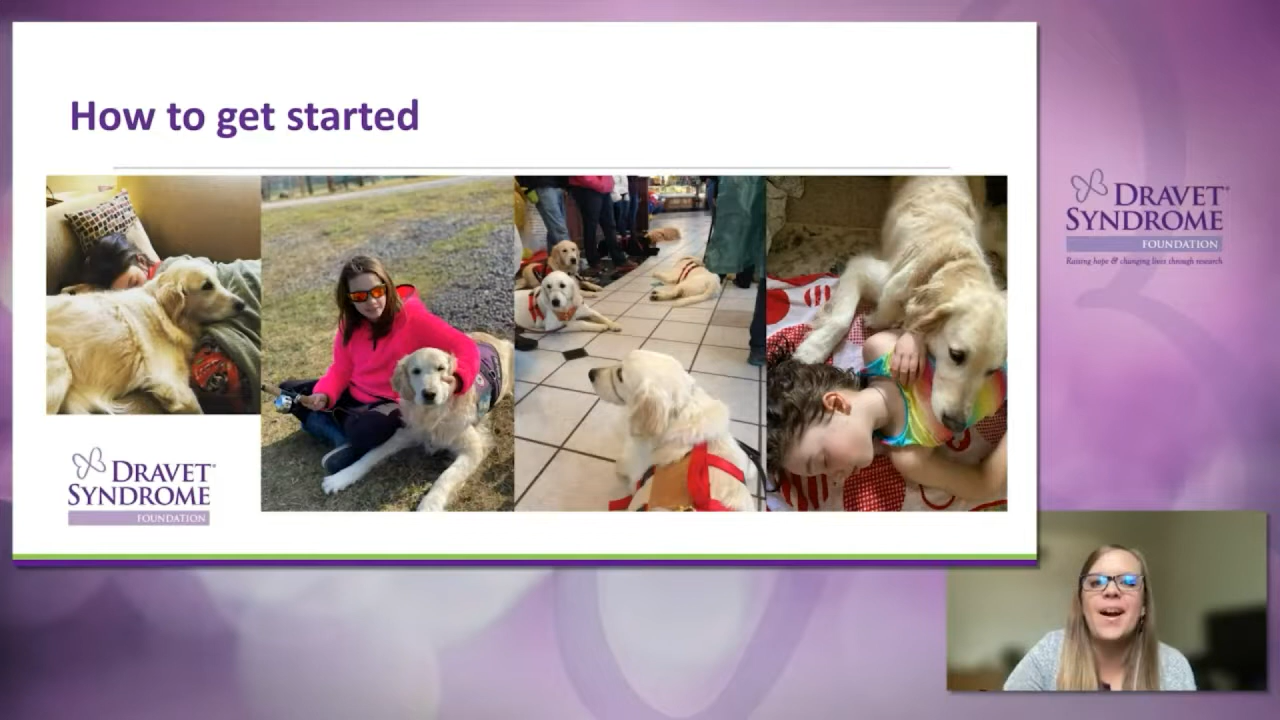 How to get started
DRAVET
SYNDROME
FOUNDATION
DRAVET
SYNDROME
FOUNDATION
Raising hope & changing lives through research